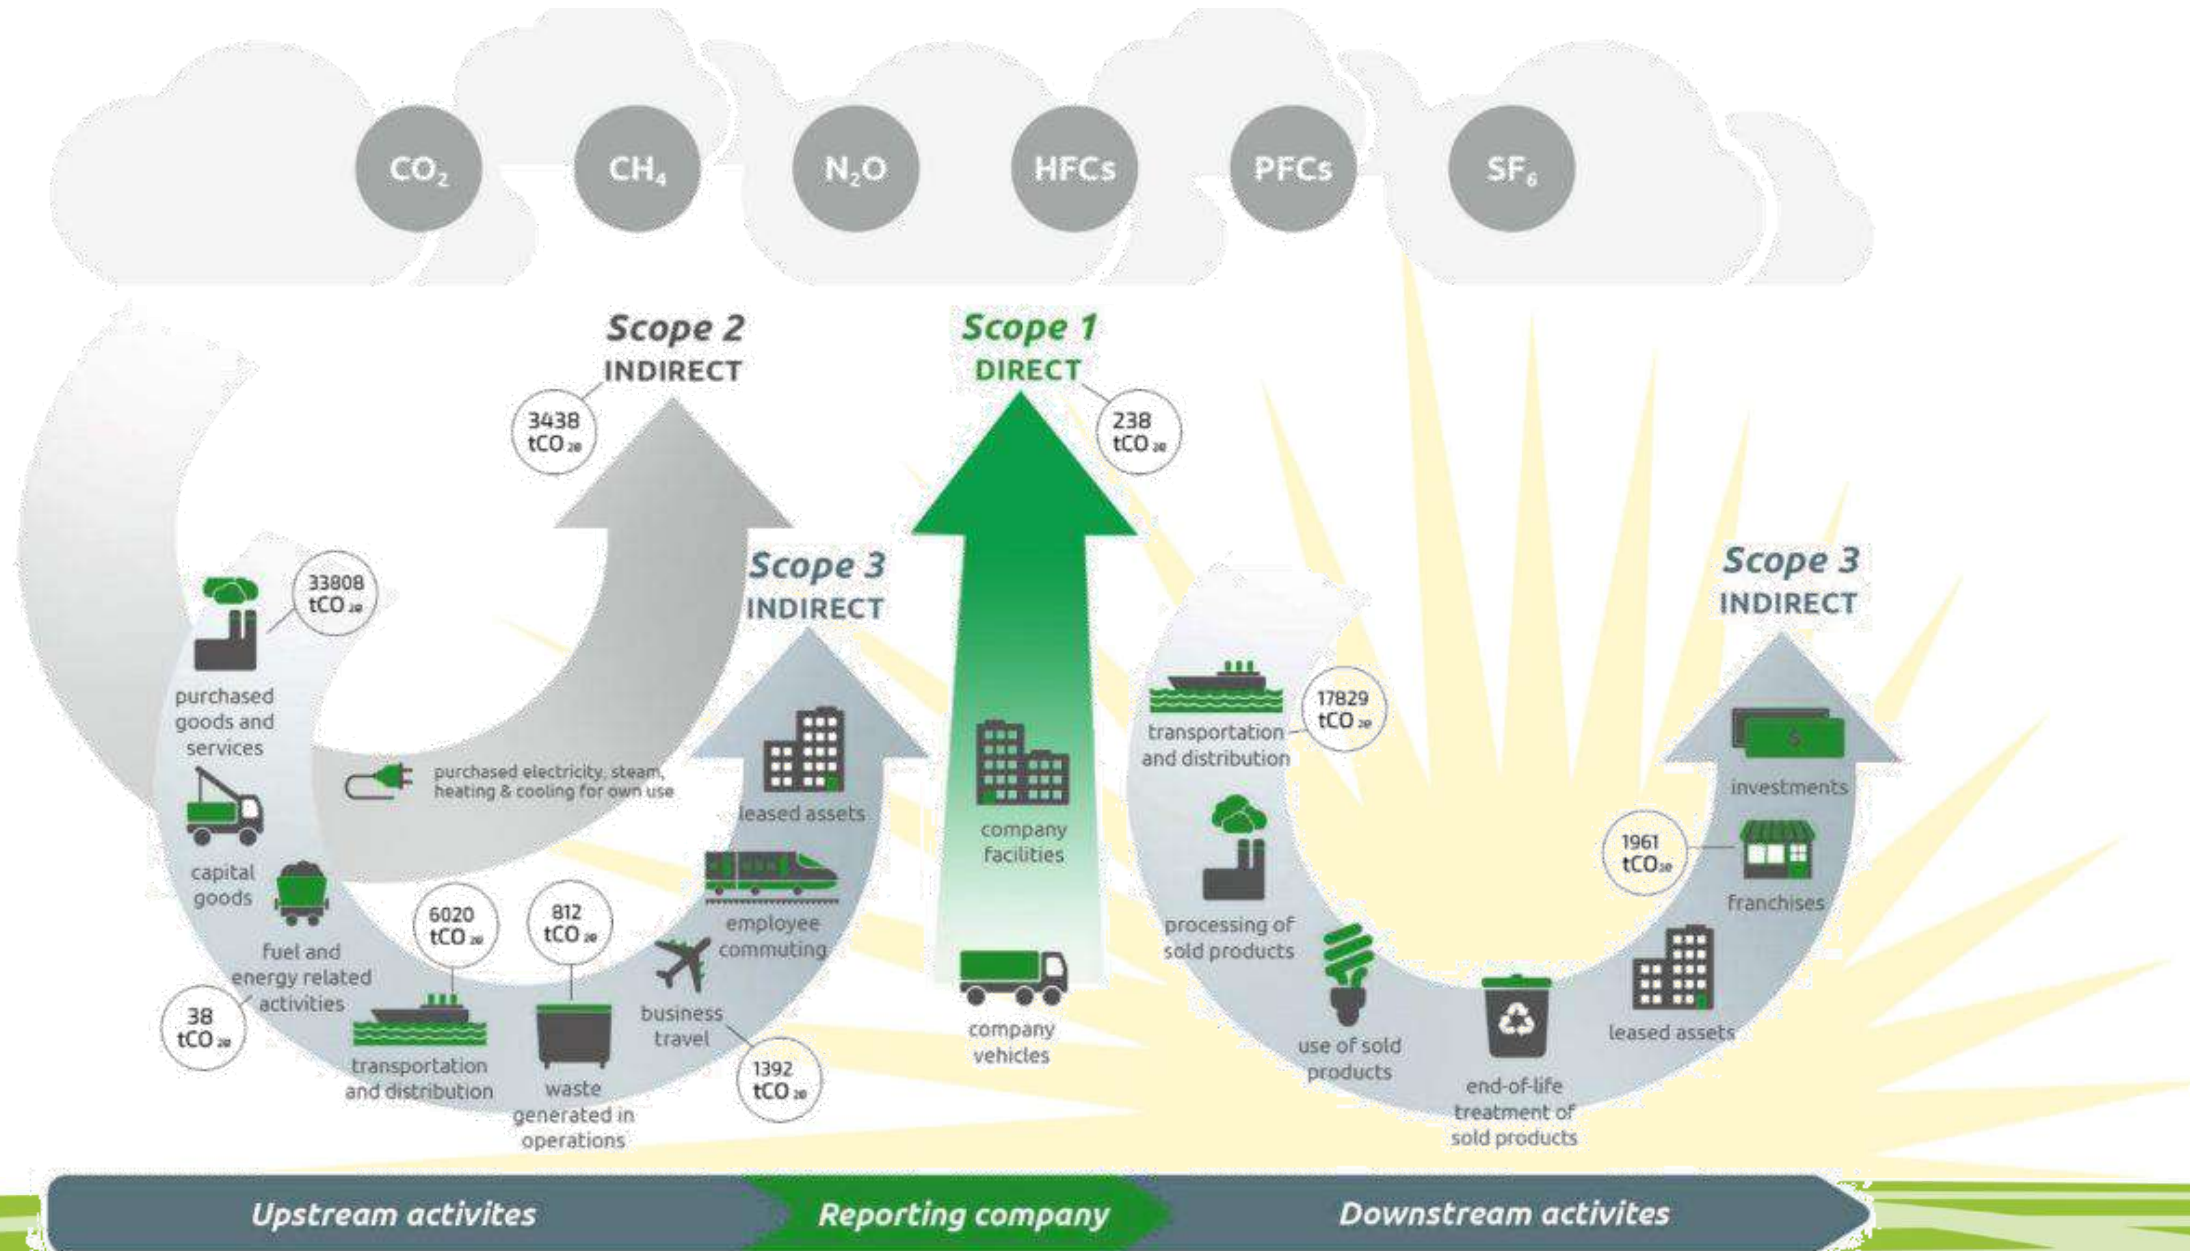 CO₂
CH₄
N₂O
HFCs
PFCs
SF₆
Scope 2
INDIRECT
3438
tCO₂e
Scope 1
DIRECT
238
tCO₂e
33808
tCO₂e
purchased
goods and
services
capital
goods
fuel and
energy related
activities
38
tCO₂e
purchased electricity, steam,
heating & cooling for own use
6020
tCO₂e
transportation
and distribution
812
tCO₂e
waste
generated in
operations
business
travel
1392
tCO₂e
employee
commuting
leased assets
Scope 3
INDIRECT
company
facilities
company
vehicles
17829
tCO₂e
transportation
and distribution
processing of
sold products
use of sold
products
end-of-life
treatment of
sold products
leased assets
1961
tCO₂e
franchises
$
investments
Scope 3
INDIRECT
Upstream activites
Reporting company
Downstream activites